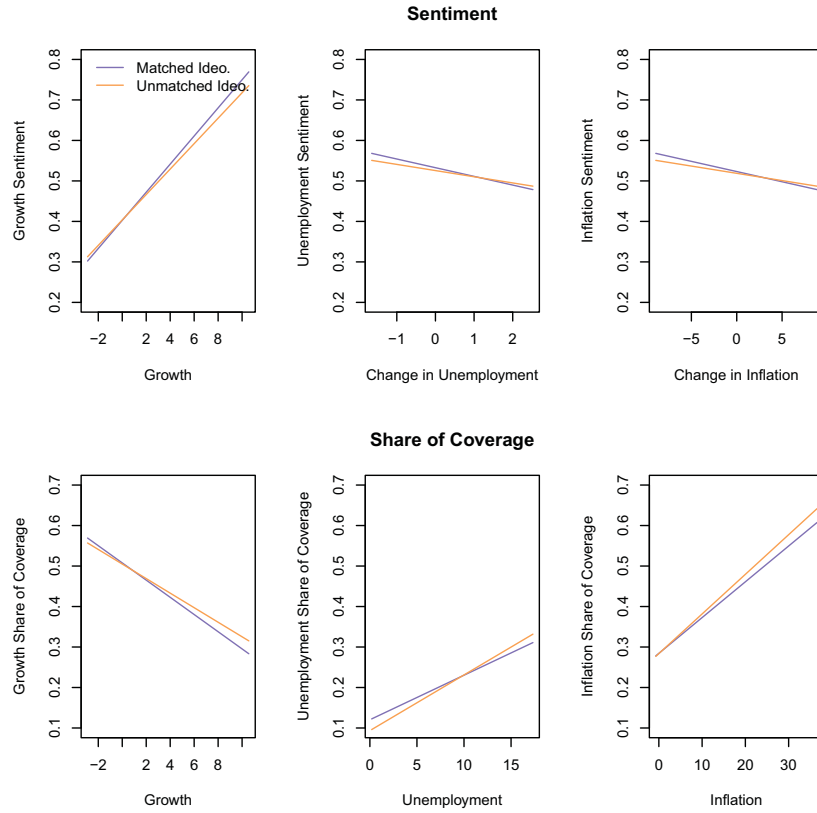 Sentiment
Growth Sentiment
0.2 0.3 0.4 0.5 0.6 0.7 0.8
Matched Ideo.
Unmatched Ideo.
−2 2 4 6 8
Growth
Unemployment Sentiment
0.2 0.3 0.4 0.5 0.6 0.7 0.8
−1 0 1 2
Change in Unemployment
Inflation Sentiment
0.2 0.3 0.4 0.5 0.6 0.7 0.8
−5 0 5
Change in Inflation
Share of Coverage
Growth Share of Coverage
0.1 0.2 0.3 0.4 0.5 0.6 0.7
−2 2 4 6 8
Growth
Unemployment Share of Coverage
0.1 0.2 0.3 0.4 0.5 0.6 0.7
0 5 10 15
Unemployment
Inflation Share of Coverage
0.1 0.2 0.3 0.4 0.5 0.6 0.7
0 10 20 30
Inflation